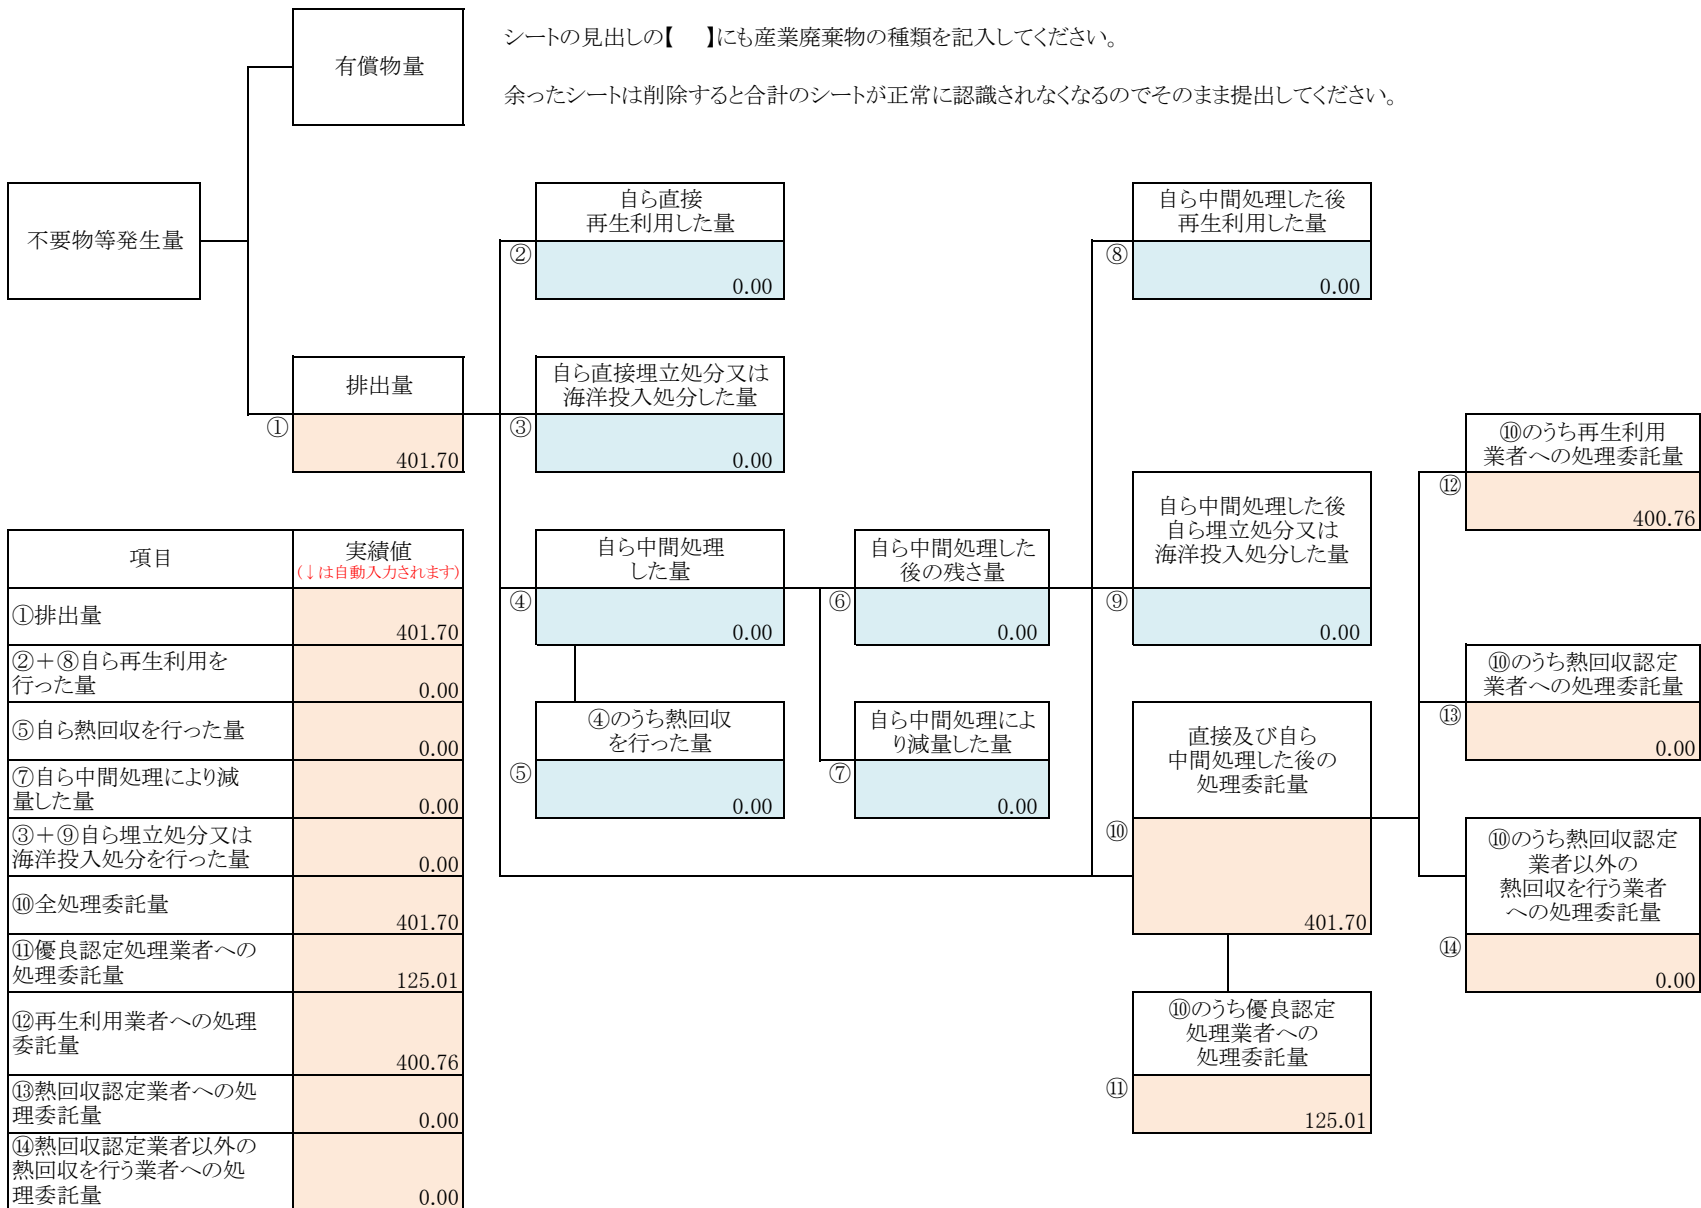 有償物量
シートの見出しの【　】にも産業廃棄物の種類を記入してください。
余ったシートは削除すると合計のシートが正常に認識されなくなるのでそのまま提出してください。
不要物等発生量
自ら直接
再生利用した量
②
0.00
自ら中間処理した後
再生利用した量
⑧
0.00
排出量
①
401.70
自ら直接埋立処分又は
海洋投入処分した量
③
0.00
⑩のうち再生利用
業者への処理委託量
⑫
400.76
自ら中間処理
した量
④
0.00
自ら中間処理した
後の残さ量
⑥
0.00
自ら中間処理した後
自ら埋立処分又は
海洋投入処分した量
⑨
0.00
⑩のうち熱回収認定
業者への処理委託量
⑬
0.00
④のうち熱回収
を行った量
⑤
0.00
自ら中間処理によ
り減量した量
⑦
0.00
直接及び自ら
中間処理した後の
処理委託量
⑩
401.70
⑩のうち熱回収認定
業者以外の
熱回収を行う業者
への処理委託量
⑭
0.00
⑩のうち優良認定
処理業者への
処理委託量
⑪
125.01
項目
実績値
(↓は自動入力されます)
①排出量
401.70
②＋⑧自ら再生利用を
行った量
0.00
⑤自ら熱回収を行った量
0.00
⑦自ら中間処理により減
量した量
0.00
③＋⑨自ら埋立処分又は
海洋投入処分を行った量
0.00
⑩全処理委託量
401.70
⑪優良認定処理業者への
処理委託量
125.01
⑫再生利用業者への処理
委託量
400.76
⑬熱回収認定業者への処
理委託量
0.00
⑭熱回収認定業者以外の
熱回収を行う業者への処
理委託量
0.00